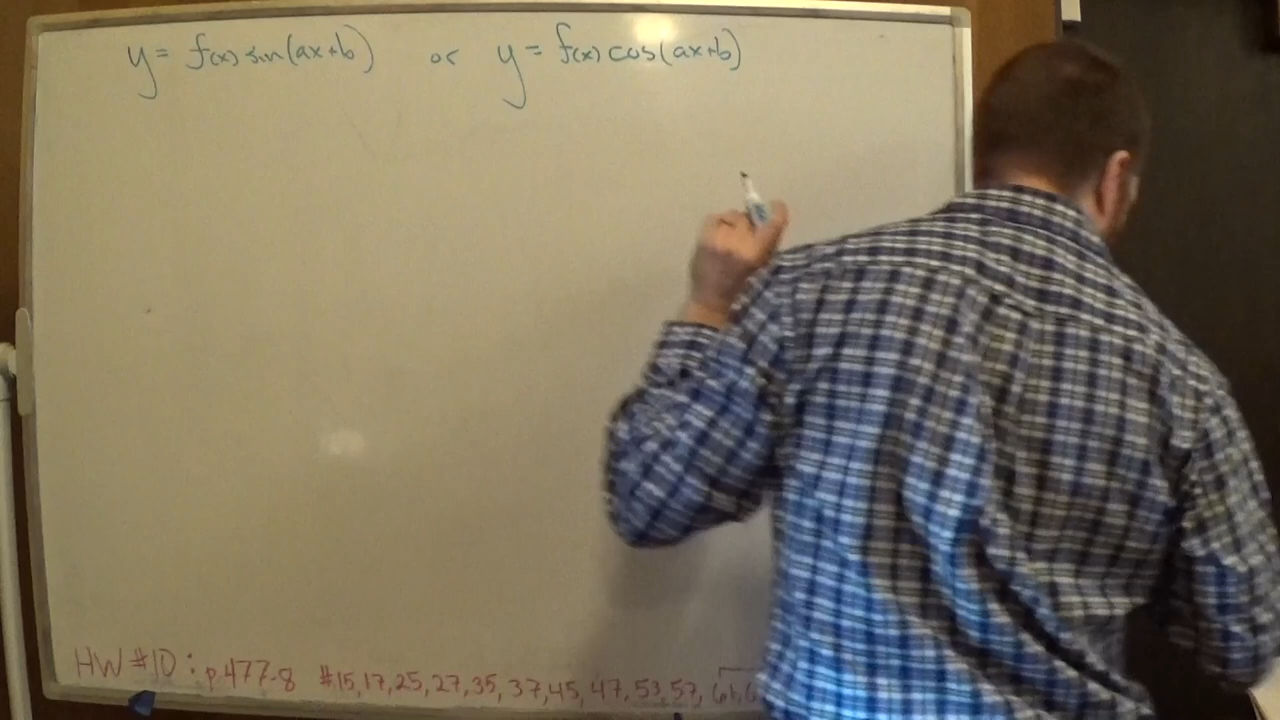 y = f(x) sin(ax+b) or y = f(x) cos(ax+b)
HW #10: p.477-8 #15, 17, 25, 27, 35, 37, 45, 47, 53, 57, 61,